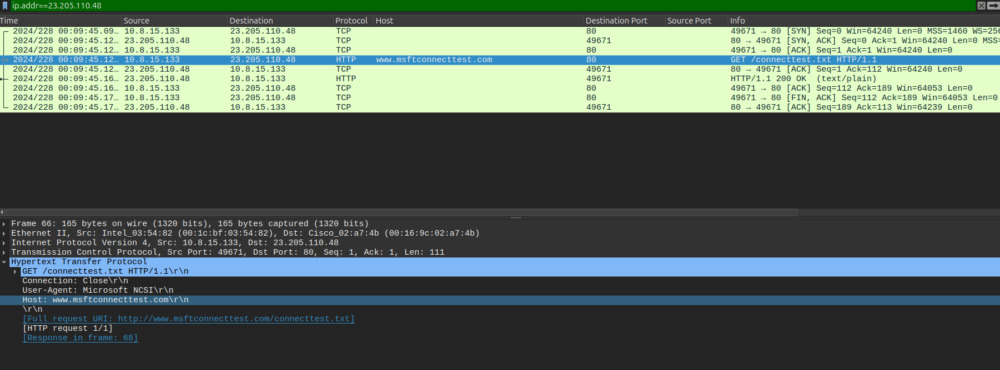 ip.addr==23.205.110.48
Time Source Destination Protocol Host Destination Port Source Port Info
2024/228 00:09:45.09… 10.8.15.133 23.205.110.48 TCP 80 49671 → 80 [SYN] Seq=0 Win=64240 Len=0 MSS=1460 WS=256
2024/228 00:09:45.12… 23.205.110.48 10.8.15.133 TCP 49671 80 → 49671 [SYN, ACK] Seq=0 Ack=1 Win=64240 Len=0 MSS=
2024/228 00:09:45.12… 10.8.15.133 23.205.110.48 TCP 80 49671 → 80 [ACK] Seq=1 Ack=1 Win=64240 Len=0
2024/228 00:09:45.12… 10.8.15.133 23.205.110.48 HTTP www.msftconnecttest.com 80 GET /connecttest.txt HTTP/1.1
2024/228 00:09:45.12… 23.205.110.48 10.8.15.133 TCP 49671 80 → 49671 [ACK] Seq=1 Ack=112 Win=64240 Len=0
2024/228 00:09:45.16… 23.205.110.48 10.8.15.133 HTTP 49671 HTTP/1.1 200 OK  (text/plain)
2024/228 00:09:45.16… 10.8.15.133 23.205.110.48 TCP 80 49671 → 80 [ACK] Seq=112 Ack=189 Win=64053 Len=0
2024/228 00:09:45.17… 10.8.15.133 23.205.110.48 TCP 80 49671 → 80 [FIN, ACK] Seq=112 Ack=189 Win=64053 Len=0
2024/228 00:09:45.17… 23.205.110.48 10.8.15.133 TCP 49671 80 → 49671 [ACK] Seq=189 Ack=113 Win=64239 Len=0
Frame 66: 165 bytes on wire (1320 bits), 165 bytes captured (1320 bits)
Ethernet II, Src: Intel_03:54:82 (00:1c:bf:03:54:82), Dst: Cisco_02:a7:4b (00:16:9c:02:a7:4b)
Internet Protocol Version 4, Src: 10.8.15.133, Dst: 23.205.110.48
Transmission Control Protocol, Src Port: 49671, Dst Port: 80, Seq: 1, Ack: 1, Len: 111
Hypertext Transfer Protocol
GET /connecttest.txt HTTP/1.1\r\n
Connection: Close\r\n
User-Agent: Microsoft NCSI\r\n
Host: www.msftconnecttest.com\r\n
\r\n
[Full request URI: http://www.msftconnecttest.com/connecttest.txt]
[HTTP request 1/1]
[Response in frame: 68]